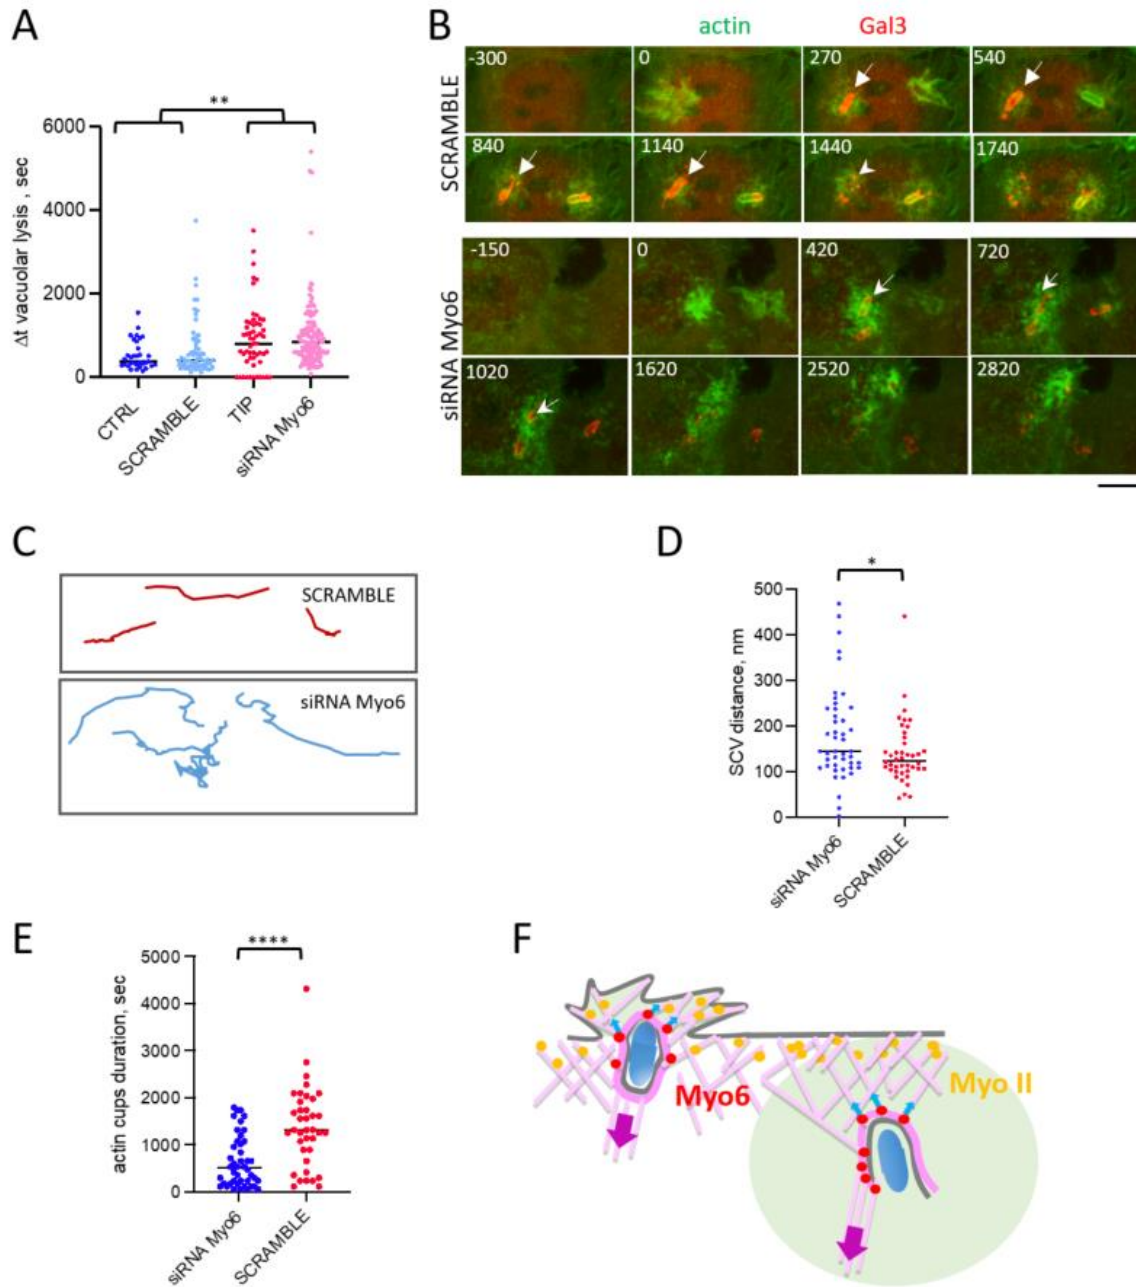 A
**
6000
4000
2000
0
Δt vacuolar lysis , sec
CTRL
SCRAMBLE
TIP
siRNA Myo6
B
actin Gal3
SCRAMBLE
-300 0 270 540
840 1140 1440 1740
siRNA Myo6
-150 0 420 720
1020 1620 2520 2820
C
SCRAMBLE
siRNA Myo6
D
*
500
400
300
200
100
0
SCV distance, nm
siRNA Myo6
SCRAMBLE
E
****
5000
4000
3000
2000
1000
0
actin cups duration, sec
siRNA Myo6
SCRAMBLE
F
Myo6
Myo II